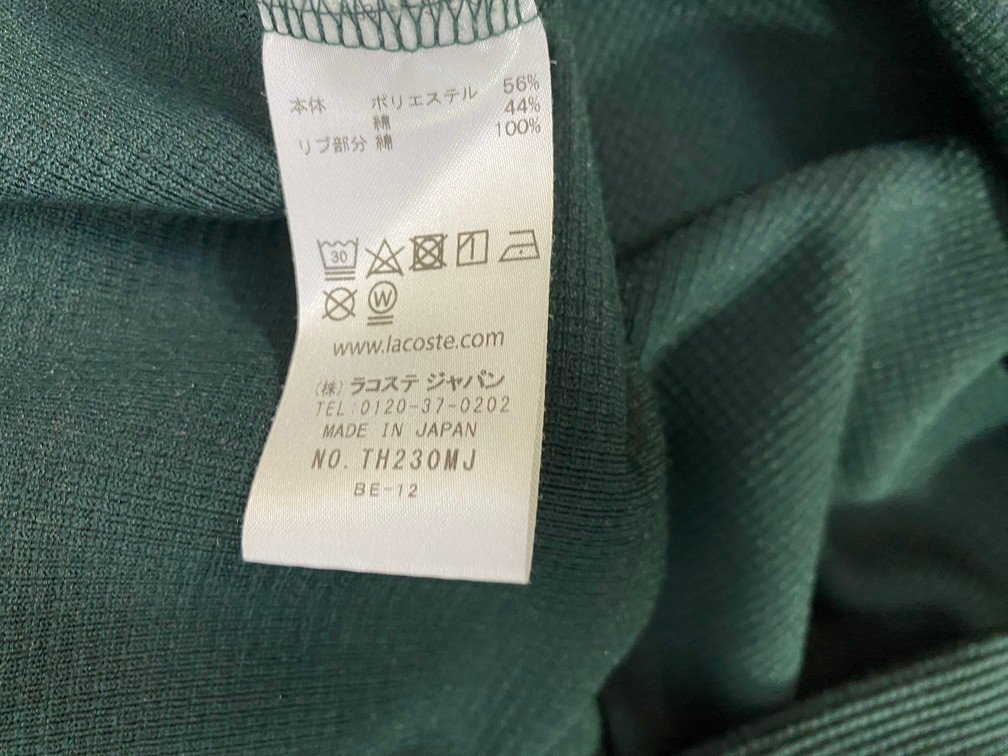 本体 ポリエステル 56%
綿 44%
リブ部分 綿 100%
30
W
www.lacoste.com
(株) ラコステ ジャパン
TEL:0120-37-0202
MADE IN JAPAN
NO. TH230MJ
BE-12